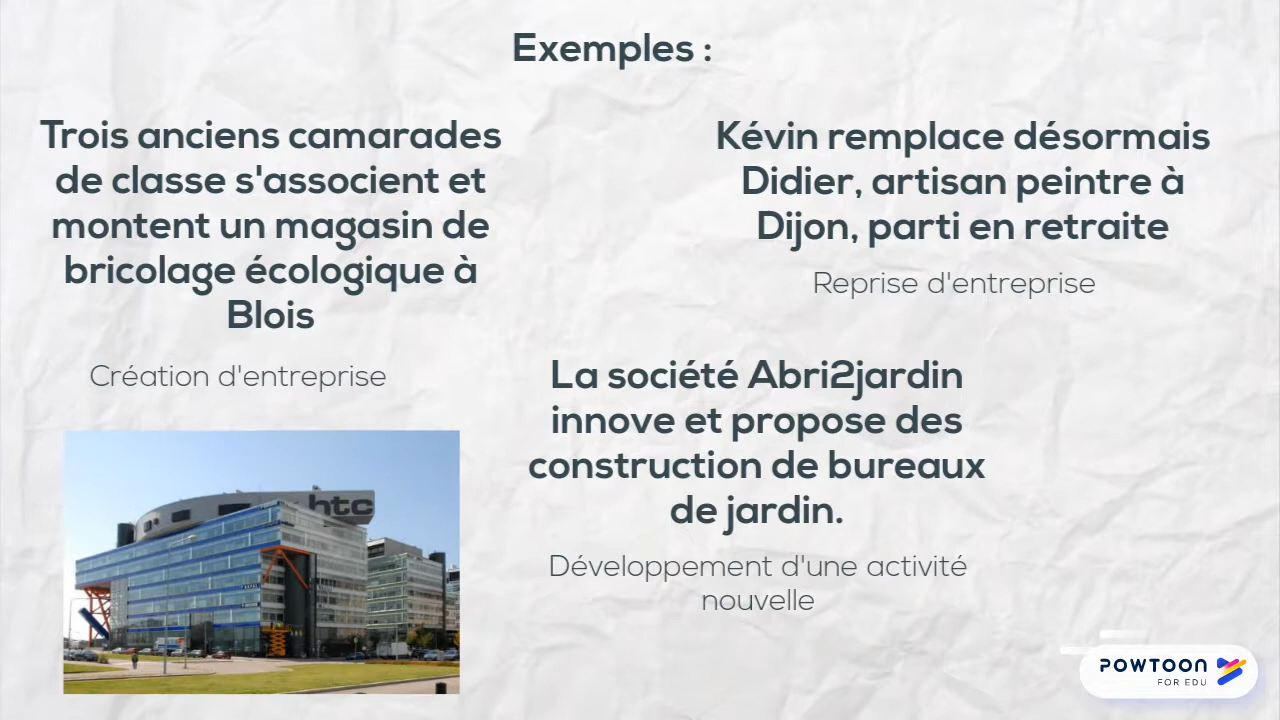 Exemples :
Trois anciens camarades
de classe s'associent et
montent un magasin de
bricolage écologique à
Blois
Création d'entreprise
Kévin remplace désormais
Didier, artisan peintre à
Dijon, parti en retraite
Reprise d'entreprise
La société Abri2jardin
innove et propose des
construction de bureaux
de jardin.
Développement d'une activité
nouvelle
htc
POWTOON
FOR EDU